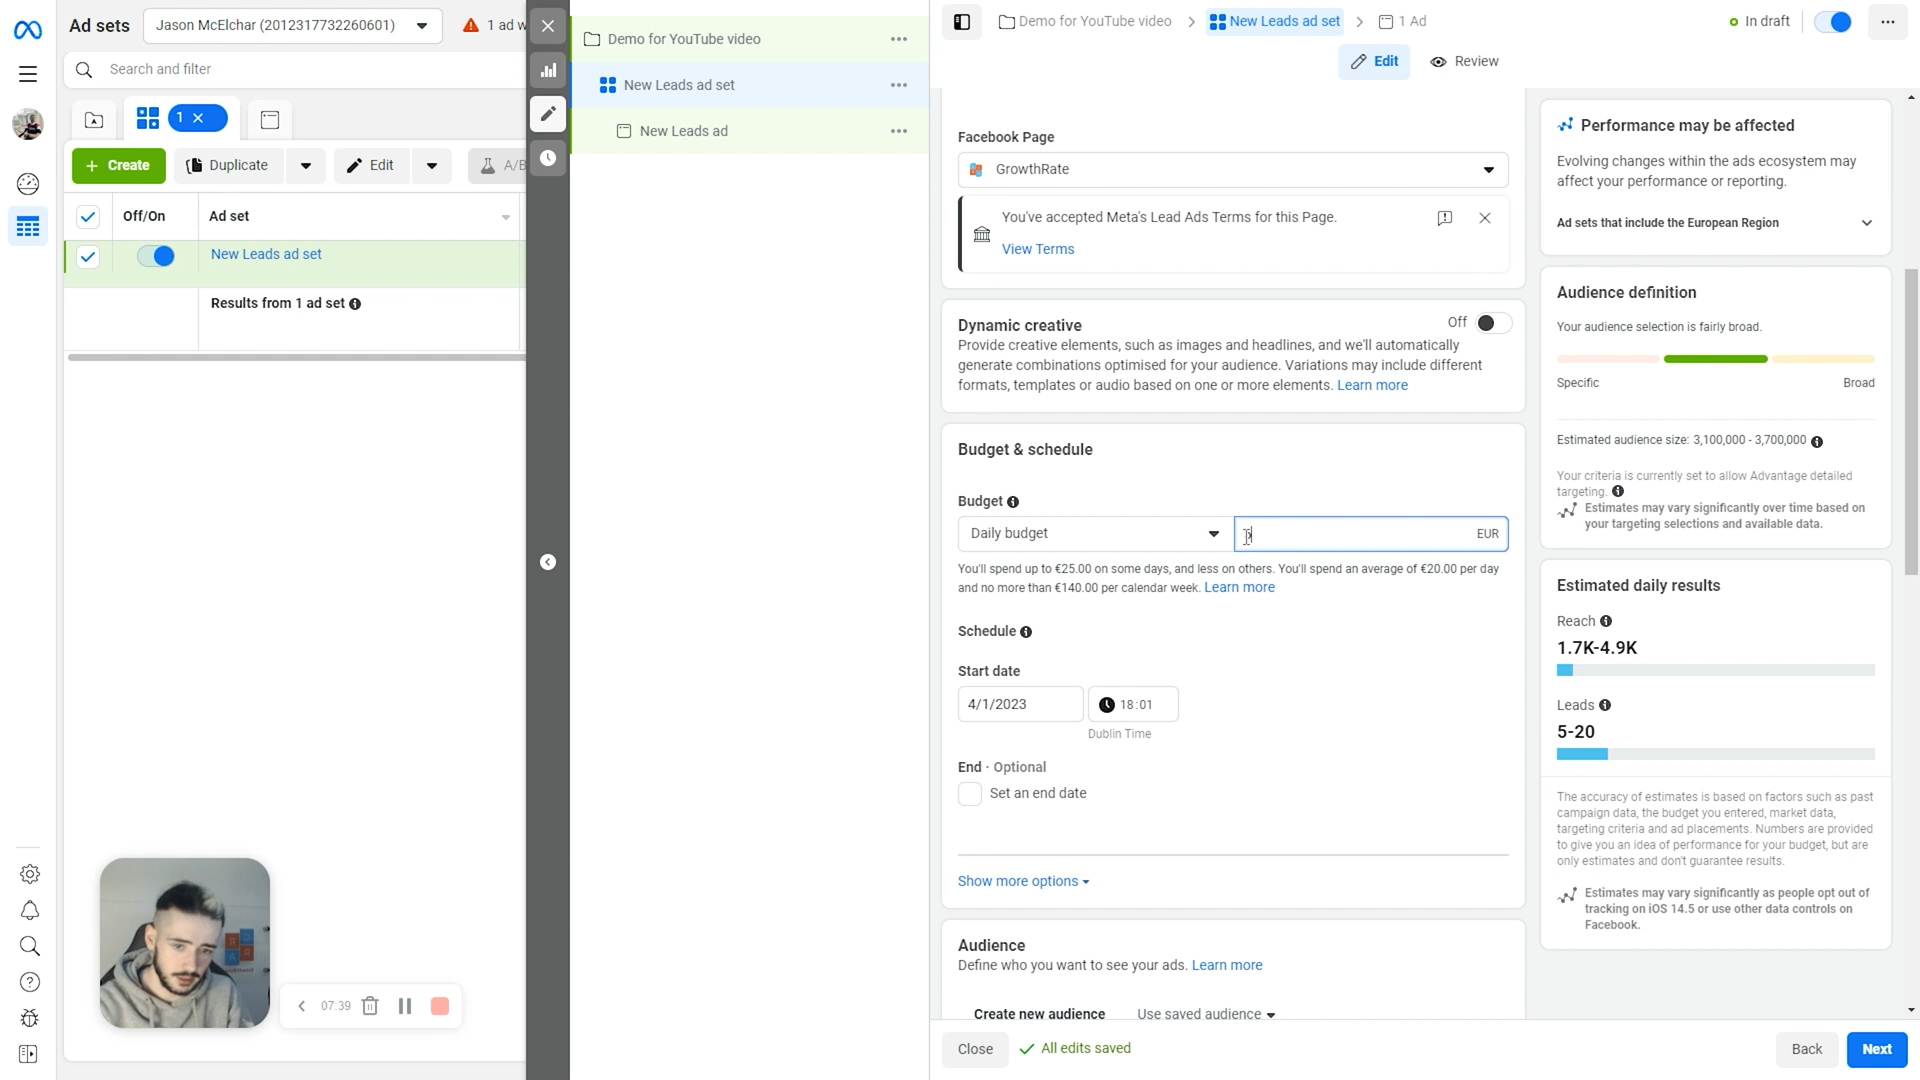 Ad sets
Jason McElchar (2012317732260601)
1 ad w
Search and filter
1
Create
Duplicate
Edit
A/B
Off/On
Ad set
New Leads ad set
Results from 1 ad set
07:39
Demo for YouTube video
New Leads ad set
New Leads ad
Demo for YouTube video
New Leads ad set
1 Ad
In draft
Edit
Review
Facebook Page
GrowthRate
You've accepted Meta's Lead Ads Terms for this Page.
View Terms
Dynamic creative
Off
Provide creative elements, such as images and headlines, and we'll automatically
generate combinations optimised for your audience. Variations may include different
formats, templates or audio based on one or more elements. Learn more
Budget & schedule
Budget
Daily budget
EUR
You'll spend up to €25.00 on some days, and less on others. You'll spend an average of €20.00 per day
and no more than €140.00 per calendar week. Learn more
Schedule
Start date
4/1/2023
18:01
Dublin Time
End · Optional
Set an end date
Show more options
Audience
Define who you want to see your ads. Learn more
Create new audience
Use saved audience
Close
All edits saved
Back
Next
Performance may be affected
Evolving changes within the ads ecosystem may
affect your performance or reporting.
Ad sets that include the European Region
Audience definition
Your audience selection is fairly broad.
Specific
Broad
Estimated audience size: 3,100,000 - 3,700,000
Your criteria is currently set to allow Advantage detailed
targeting.
Estimates may vary significantly over time based on
your targeting selections and available data.
Estimated daily results
Reach
1.7K-4.9K
Leads
5-20
The accuracy of estimates is based on factors such as past
campaign data, the budget you entered, market data,
targeting criteria and ad placements. Numbers are provided
to give you an idea of performance for your budget, but are
only estimates and don't guarantee results.
Estimates may vary significantly as people opt out of
tracking on iOS 14.5 or use other data controls on
Facebook.